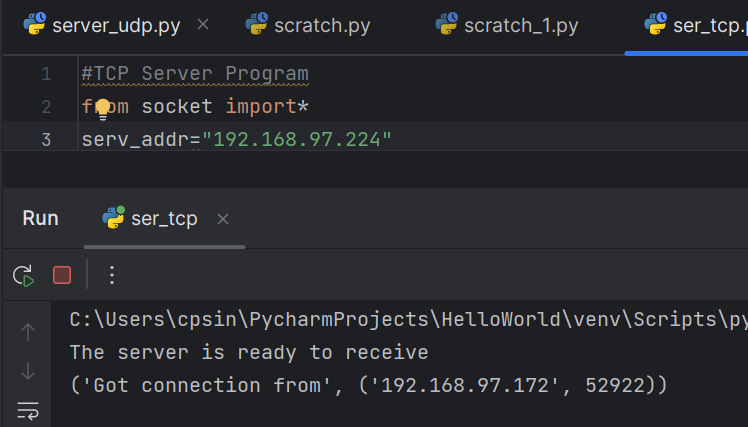 server_udp.py scratch.py scratch_1.py ser_tcp.
1 #TCP Server Program
2 from socket import*
3 serv_addr="192.168.97.224"
Run ser_tcp
C:\Users\cpsin\PycharmProjects\HelloWorld\venv\Scripts\py
The server is ready to receive
('Got connection from', ('192.168.97.172', 52922))